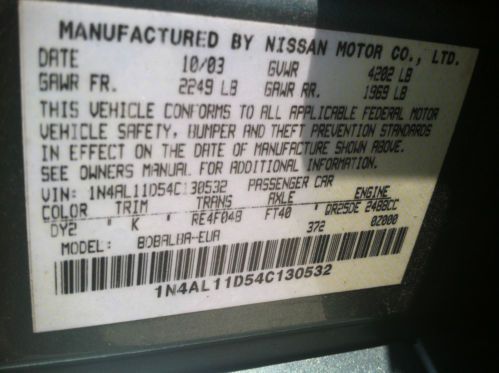 MANUFACTURED BY NISSAN MOTOR CO., LTD.
DATE 10/03 GVWR 4202 LB
GAWR FR. 2249 LB GAWR RR. 1969 LB
THIS VEHICLE CONFORMS TO ALL APPLICABLE FEDERAL MOTOR
VEHICLE SAFETY, BUMPER AND THEFT PREVENTION STANDARDS
IN EFFECT ON THE DATE OF MANUFACTURE SHOWN ABOVE.
SEE OWNERS MANUAL FOR ADDITIONAL INFORMATION.
VIN: 1N4AL11D54C130532 PASSENGER CAR
COLOR TRIM TRANS AXLE ENGINE
DY2 K RE4F04B FT40 QR25DE 2488CC
MODEL: 372 0Z000
1N4AL11D54C130532